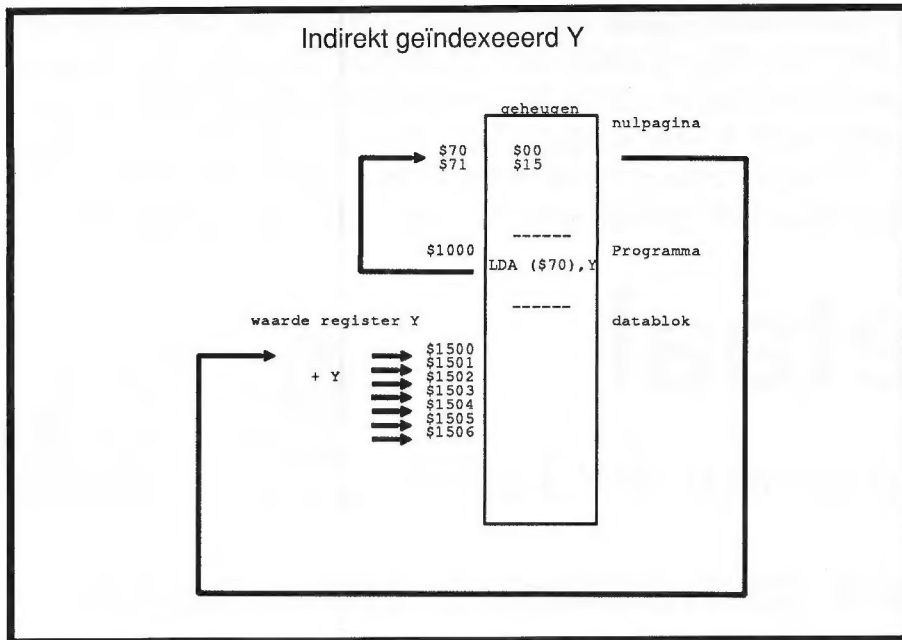 Indirekt geïndexeeerd Y
geheugen
nulpagina
$70 $00
$71 $15
------
$1000 Programma
LDA ($70),Y
------
waarde register Y datablok
$1500
$1501
+ Y $1502
$1503
$1504
$1505
$1506